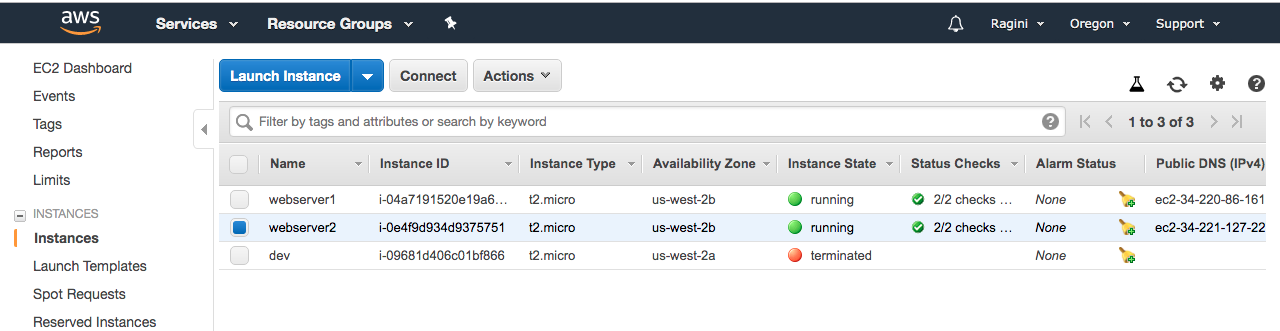 aws Services Resource Groups Ragini Oregon Support
EC2 Dashboard
Events
Tags
Reports
Limits
INSTANCES
Instances
Launch Templates
Spot Requests
Reserved Instances
Launch Instance Connect Actions
Filter by tags and attributes or search by keyword ? 1 to 3 of 3 ?
Name Instance ID Instance Type Availability Zone Instance State Status Checks Alarm Status Public DNS (IPv4)
webserver1 i-04a7191520e19a6... t2.micro us-west-2b running 2/2 checks ... None ec2-34-220-86-161
webserver2 i-0e4f9d934d9375751 t2.micro us-west-2b running 2/2 checks ... None ec2-34-221-127-22
dev i-09681d406c01bf866 t2.micro us-west-2a terminated None